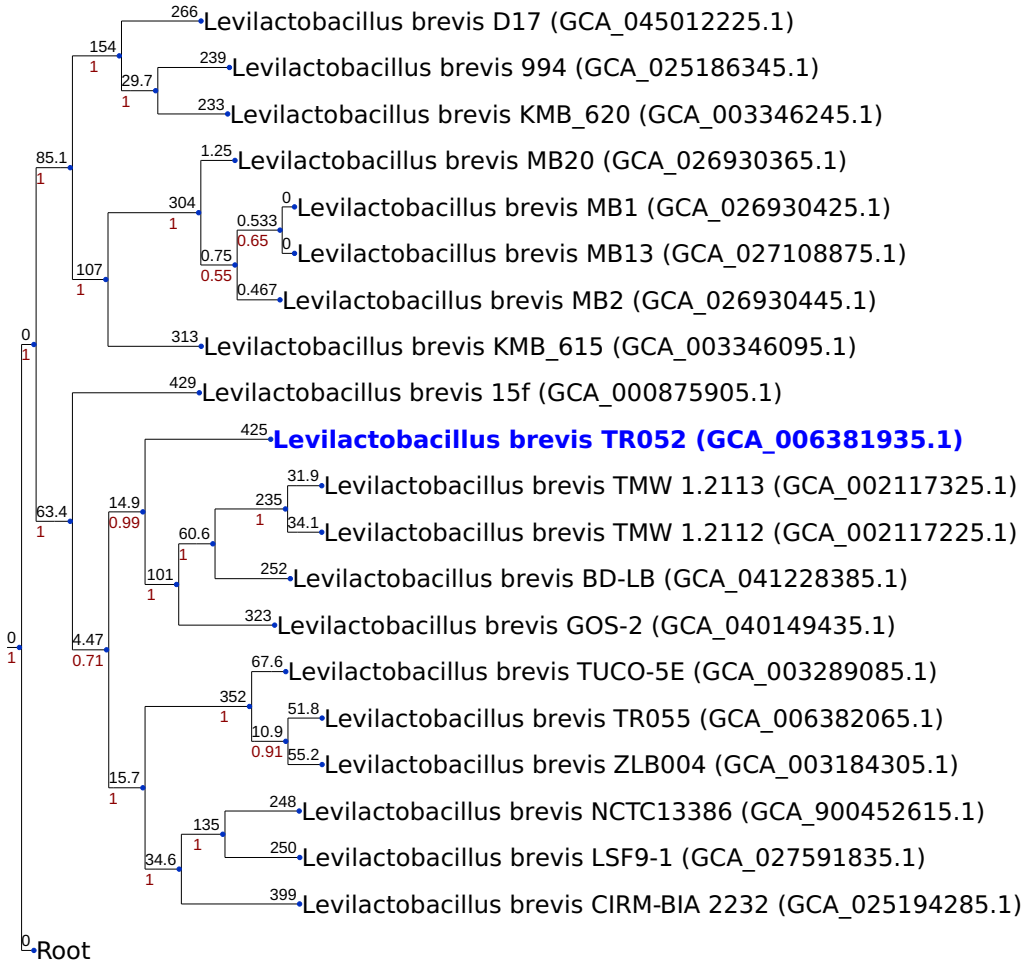 266 Levilactobacillus brevis D17 (GCA_045012225.1)
154
1
239 Levilactobacillus brevis 994 (GCA_025186345.1)
29.7
1
233 Levilactobacillus brevis KMB_620 (GCA_003346245.1)
85.1
1
1.25 Levilactobacillus brevis MB20 (GCA_026930365.1)
304
1
0 Levilactobacillus brevis MB1 (GCA_026930425.1)
0.533
0.65
0 Levilactobacillus brevis MB13 (GCA_027108875.1)
0.75
0.55
107
1
0.467 Levilactobacillus brevis MB2 (GCA_026930445.1)
313 Levilactobacillus brevis KMB_615 (GCA_003346095.1)
0
1
429 Levilactobacillus brevis 15f (GCA_000875905.1)
425 Levilactobacillus brevis TR052 (GCA_006381935.1)
31.9 Levilactobacillus brevis TMW 1.2113 (GCA_002117325.1)
235
1
14.9
0.99
63.4
1
34.1 Levilactobacillus brevis TMW 1.2112 (GCA_002117225.1)
60.6
1
252 Levilactobacillus brevis BD-LB (GCA_041228385.1)
101
1
323 Levilactobacillus brevis GOS-2 (GCA_040149435.1)
0
1
4.47
0.71
67.6 Levilactobacillus brevis TUCO-5E (GCA_003289085.1)
352
1
51.8 Levilactobacillus brevis TR055 (GCA_006382065.1)
10.9
0.91
55.2 Levilactobacillus brevis ZLB004 (GCA_003184305.1)
15.7
1
248 Levilactobacillus brevis NCTC13386 (GCA_900452615.1)
135
1
250 Levilactobacillus brevis LSF9-1 (GCA_027591835.1)
34.6
1
399 Levilactobacillus brevis CIRM-BIA 2232 (GCA_025194285.1)
0 Root